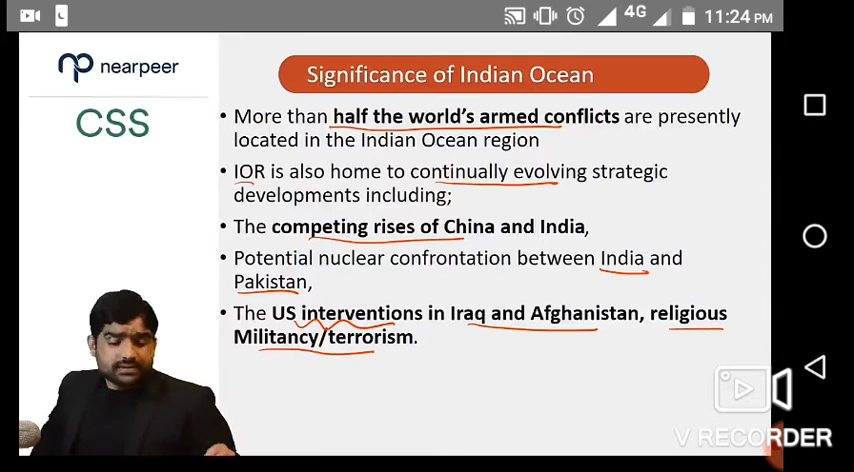 4G 11:24 PM
nearpeer
CSS
Significance of Indian Ocean
• More than half the world's armed conflicts are presently
located in the Indian Ocean region
• IOR is also home to continually evolving strategic
developments including;
• The competing rises of China and India,
• Potential nuclear confrontation between India and
Pakistan,
• The US interventions in Iraq and Afghanistan, religious
Militancy/terrorism.
V RECORDER